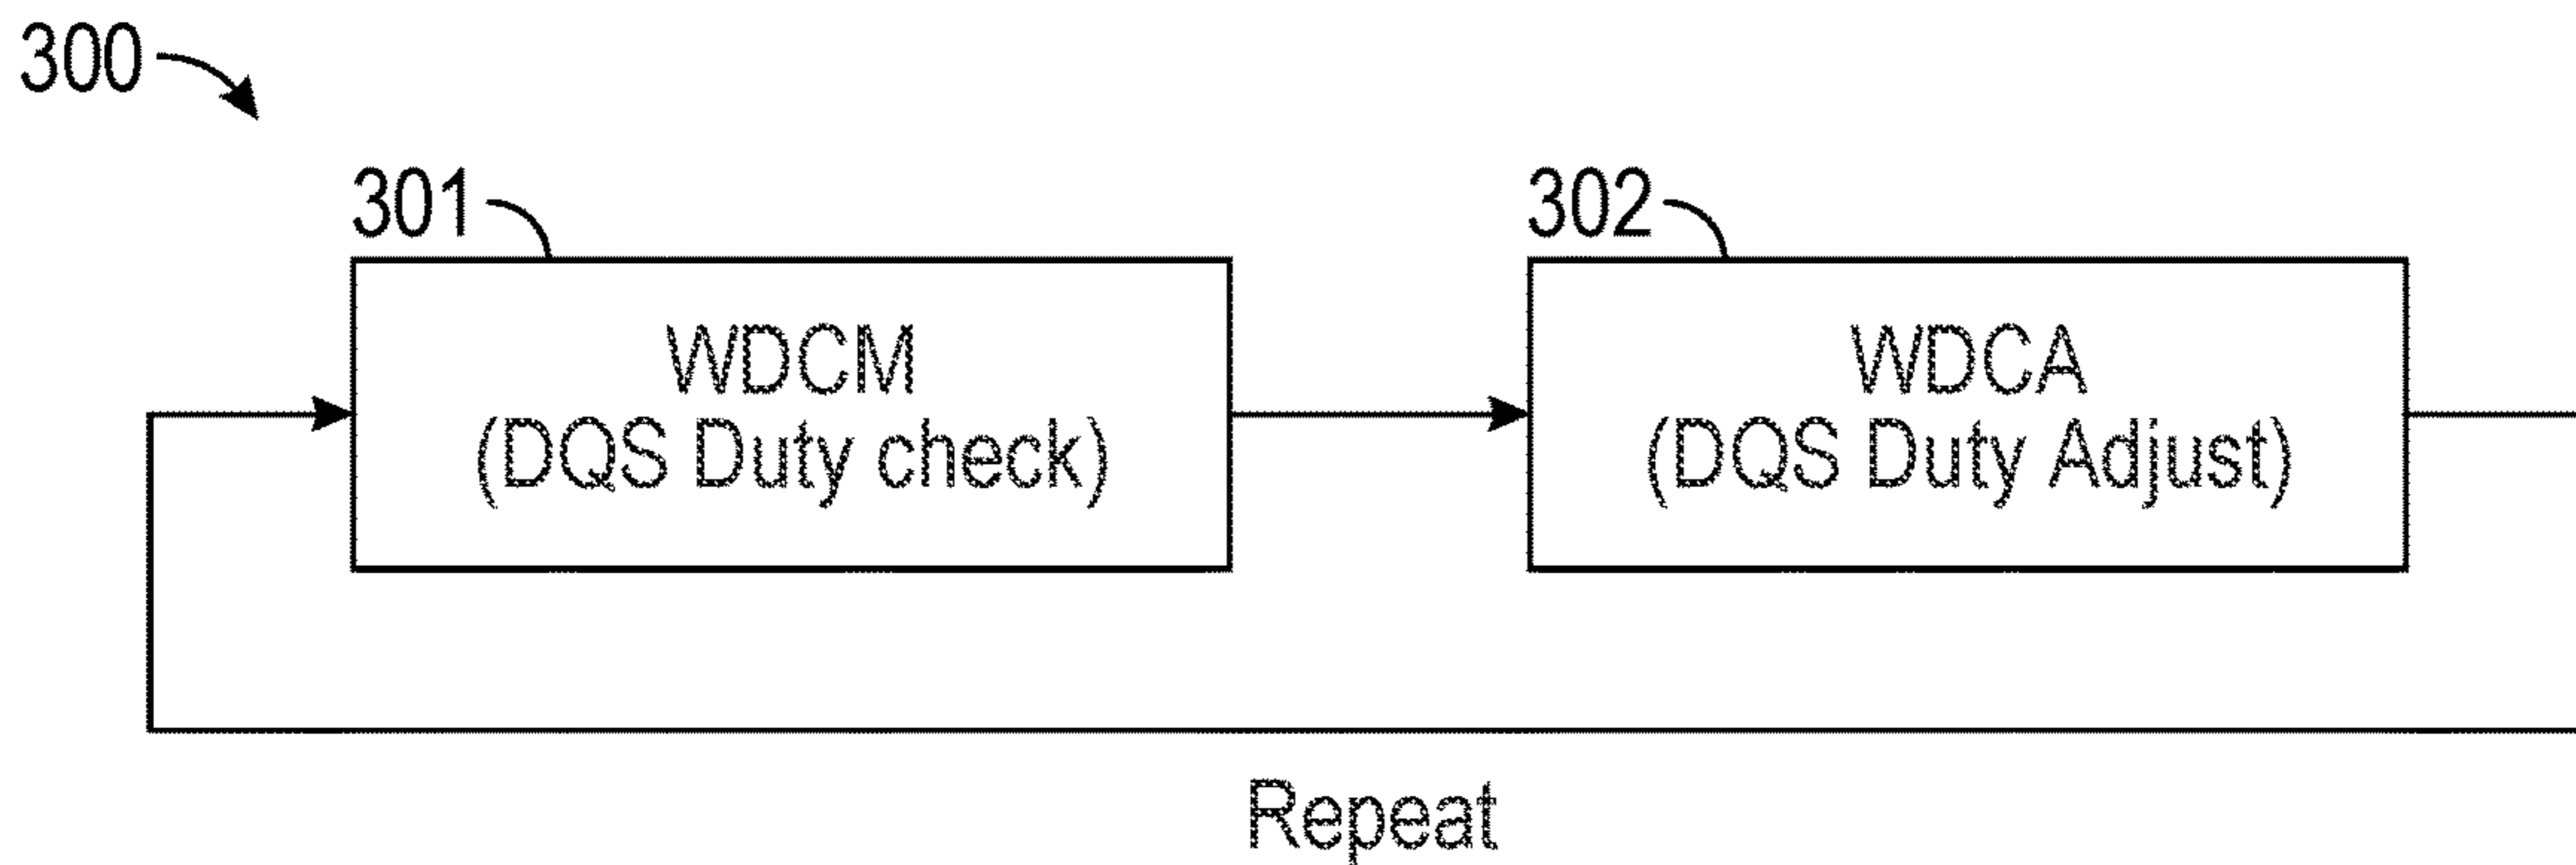 300
301
302
WDCM
(DQS Duty check)
WDCA
(DQS Duty Adjust)
Repeat